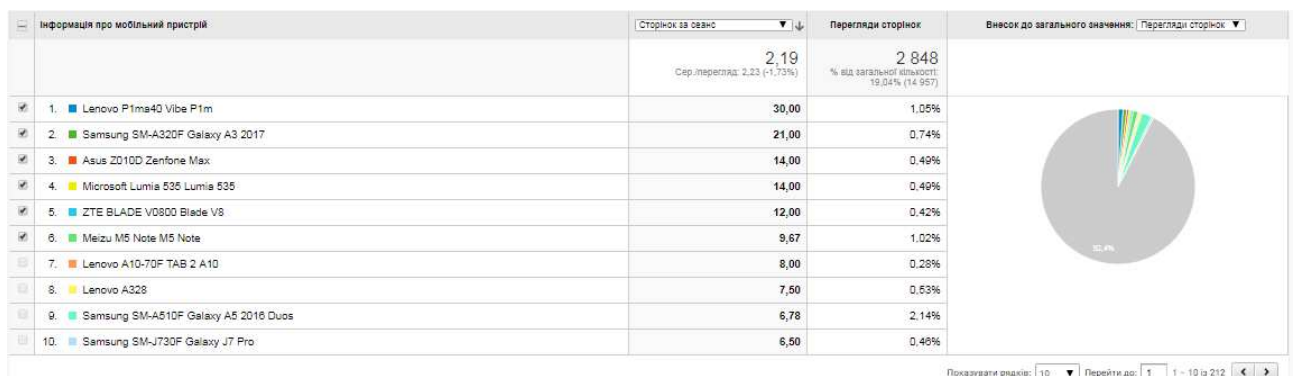 Інформація про мобільний пристрій Сторінок за сеанс Перегляди сторінок Внесок до загального значення: Перегляди сторінок
2,19 2 848
Сер./перегляд: 2,23 (-1,73%) % від загальної кількості:
19,04% (14 957)
1. Lenovo P1ma40 Vibe P1m 30,00 1,05%
2. Samsung SM-A320F Galaxy A3 2017 21,00 0,74%
3. Asus Z010D Zenfone Max 14,00 0,49%
4. Microsoft Lumia 535 Lumia 535 14,00 0,49%
5. ZTE BLADE V0800 Blade V8 12,00 0,42%
6. Meizu M5 Note M5 Note 9,67 1,02%
92,4%
7. Lenovo A10-70F TAB 2 A10 8,00 0,28%
8. Lenovo A328 7,50 0,53%
9. Samsung SM-A510F Galaxy A5 2016 Duos 6,78 2,14%
10. Samsung SM-J730F Galaxy J7 Pro 6,50 0,46%
Показувати рядків: 10 Перейти до: 1 1 - 10 із 212